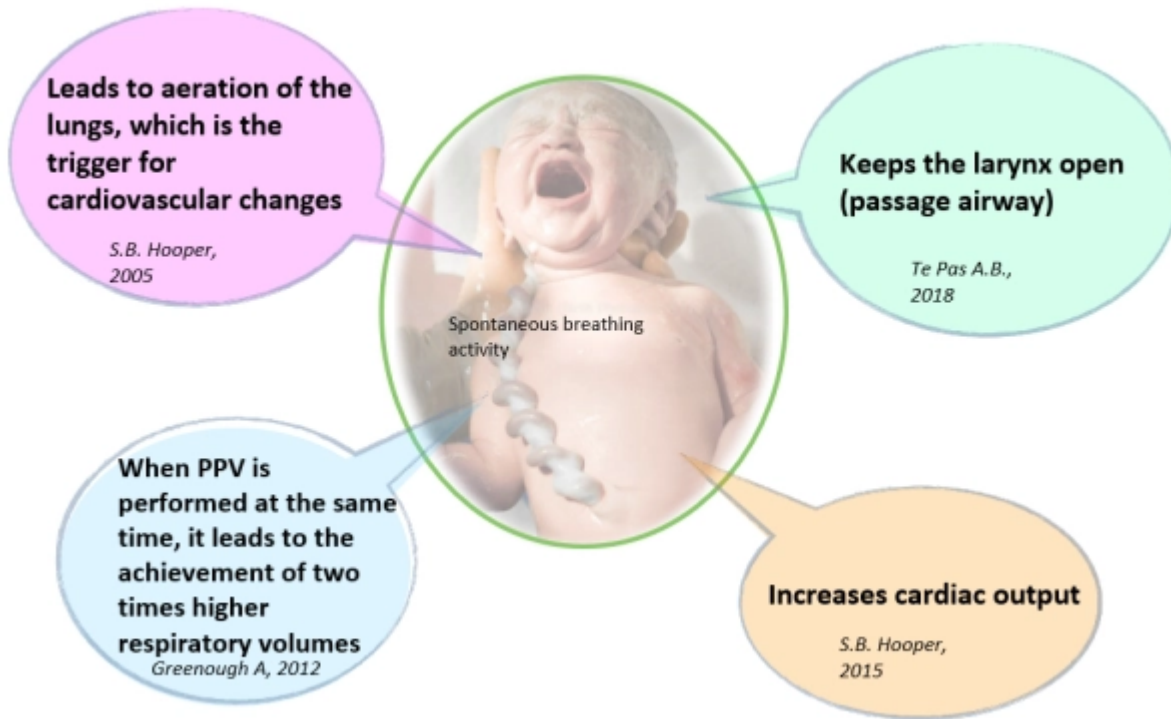 Leads to aeration of the
lungs, which is the
trigger for
cardiovascular changes
S.B. Hooper,
2005
Keeps the larynx open
(passage airway)
Te Pas A.B.,
2018
Spontaneous breathing
activity
When PPV is
performed at the same
time, it leads to the
achievement of two
times higher
respiratory volumes
Greenough A, 2012
Increases cardiac output
S.B. Hooper,
2015